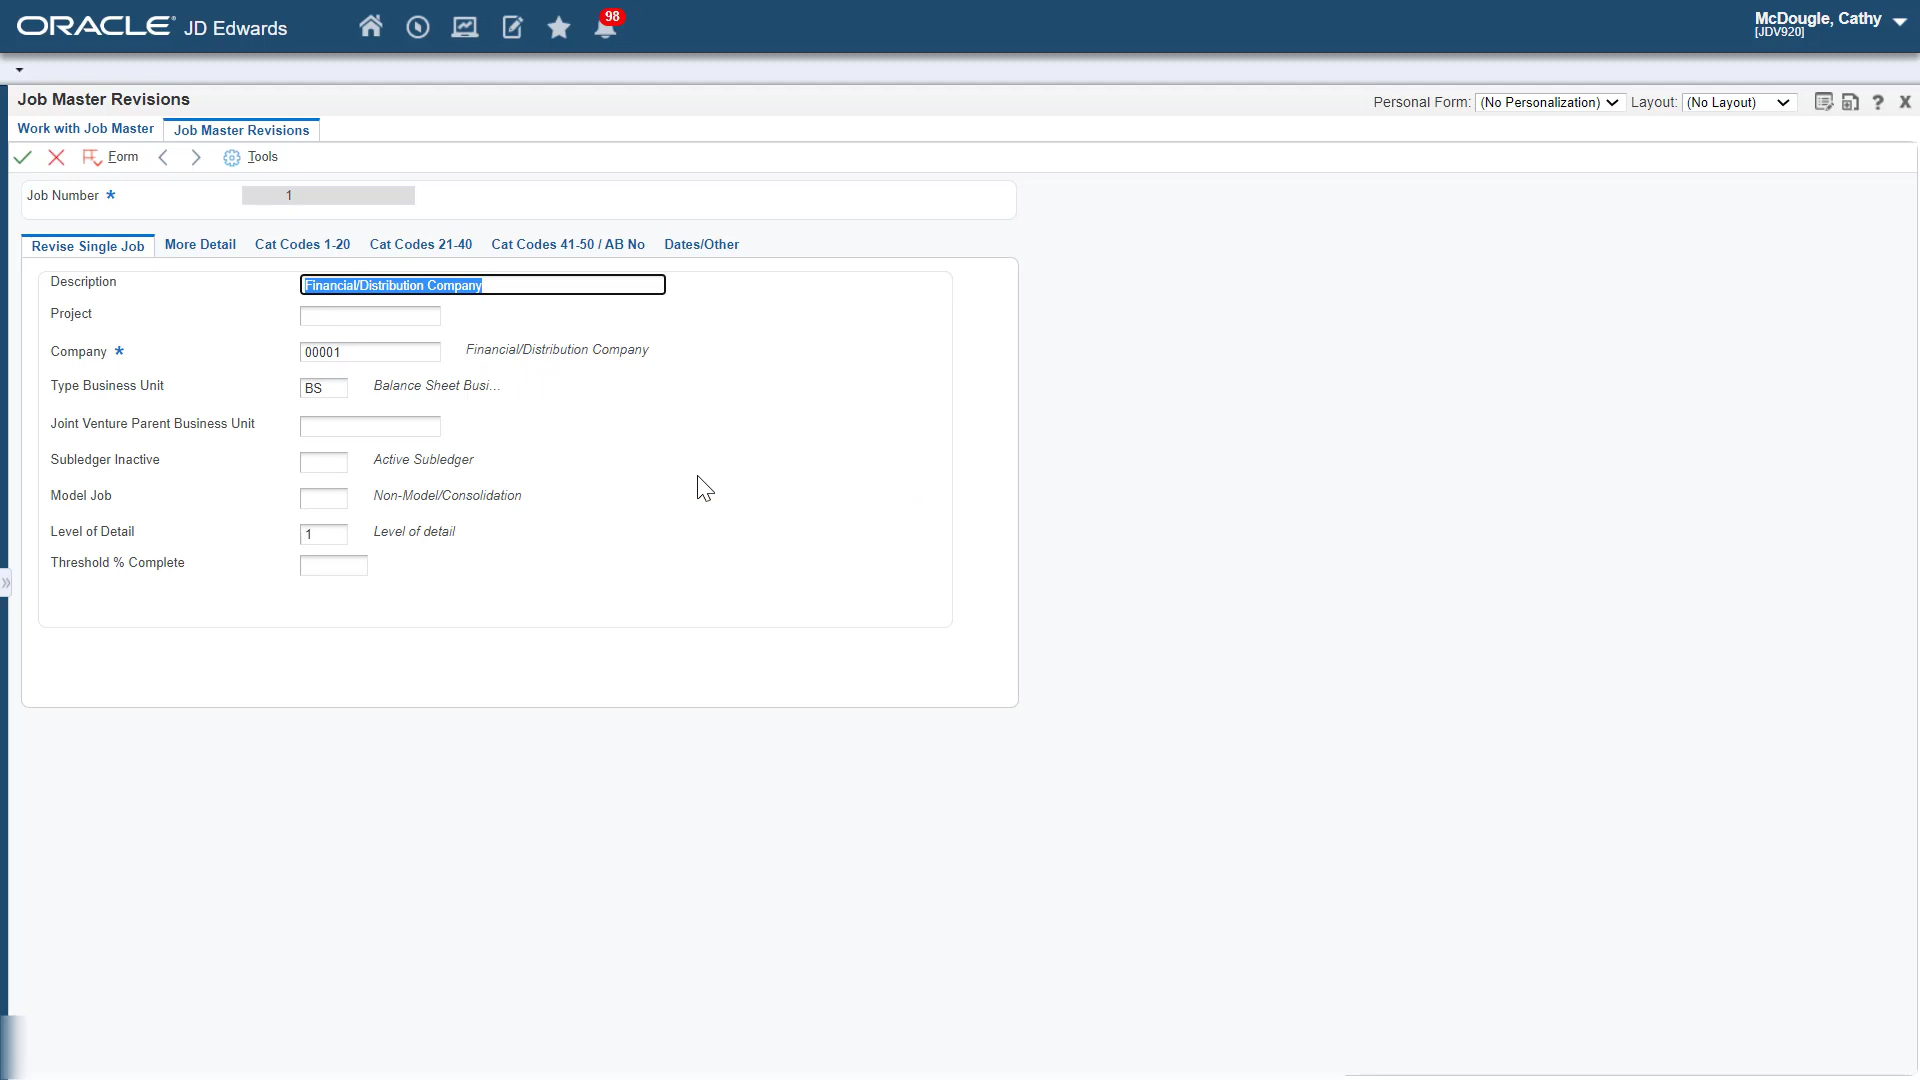 ORACLE JD Edwards 98 McDougle, Cathy
[JDV920]
Job Master Revisions Personal Form: (No Personalization) Layout: (No Layout) ? X
Work with Job Master Job Master Revisions
Form Tools
Job Number * 1
Revise Single Job More Detail Cat Codes 1-20 Cat Codes 21-40 Cat Codes 41-50 / AB No Dates/Other
Description Financial/Distribution Company
Project
Company * 00001 Financial/Distribution Company
Type Business Unit BS Balance Sheet Busi...
Joint Venture Parent Business Unit
Subledger Inactive Active Subledger
Model Job Non-Model/Consolidation
Level of Detail 1 Level of detail
Threshold % Complete